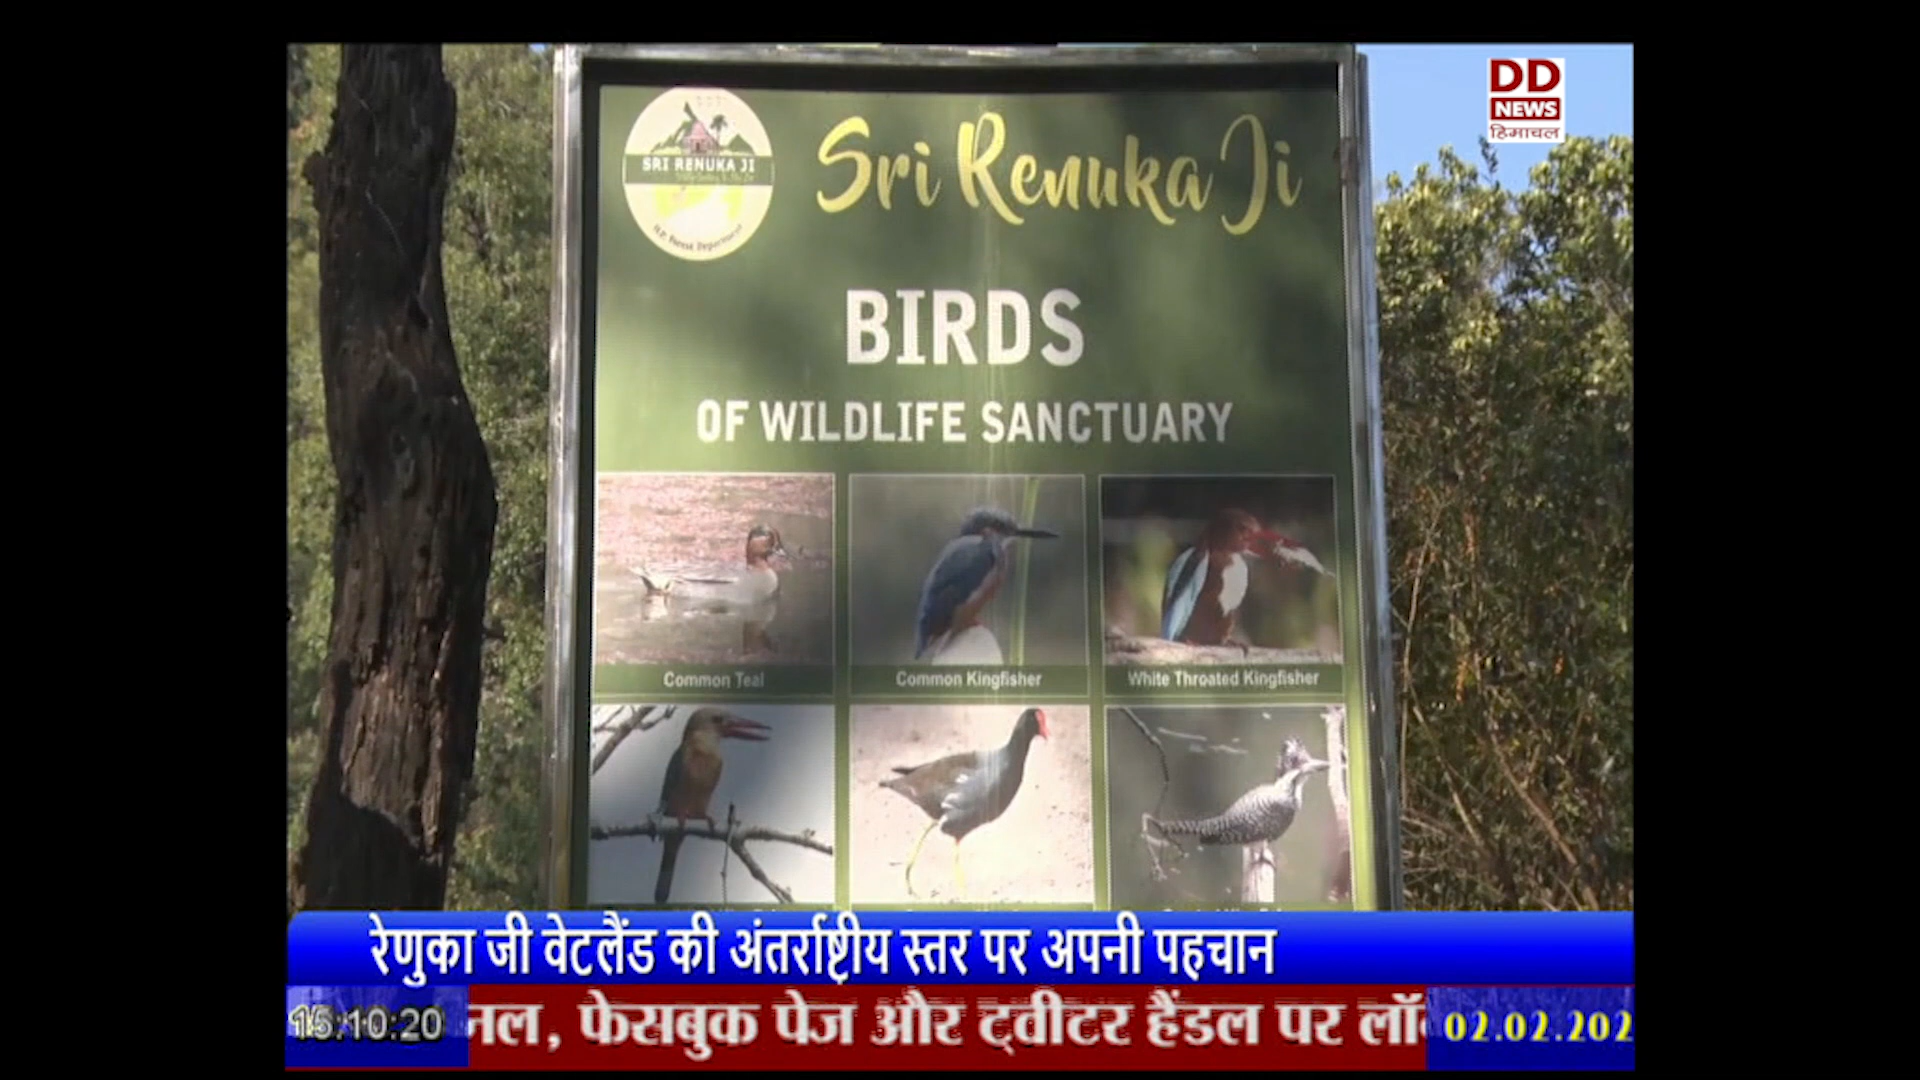 DD
NEWS
हिमाचल
SRI RENUKA JI
H.P. Forest Department
Sri Renuka Ji
BIRDS
OF WILDLIFE SANCTUARY
Common Teal
Common Kingfisher
White Throated Kingfisher
रेणुका जी वेटलैंड की अंतर्राष्ट्रीय स्तर पर अपनी पहचान
15:10:20
नल, फेसबुक पेज और ट्वीटर हैंडल पर
02.02.202